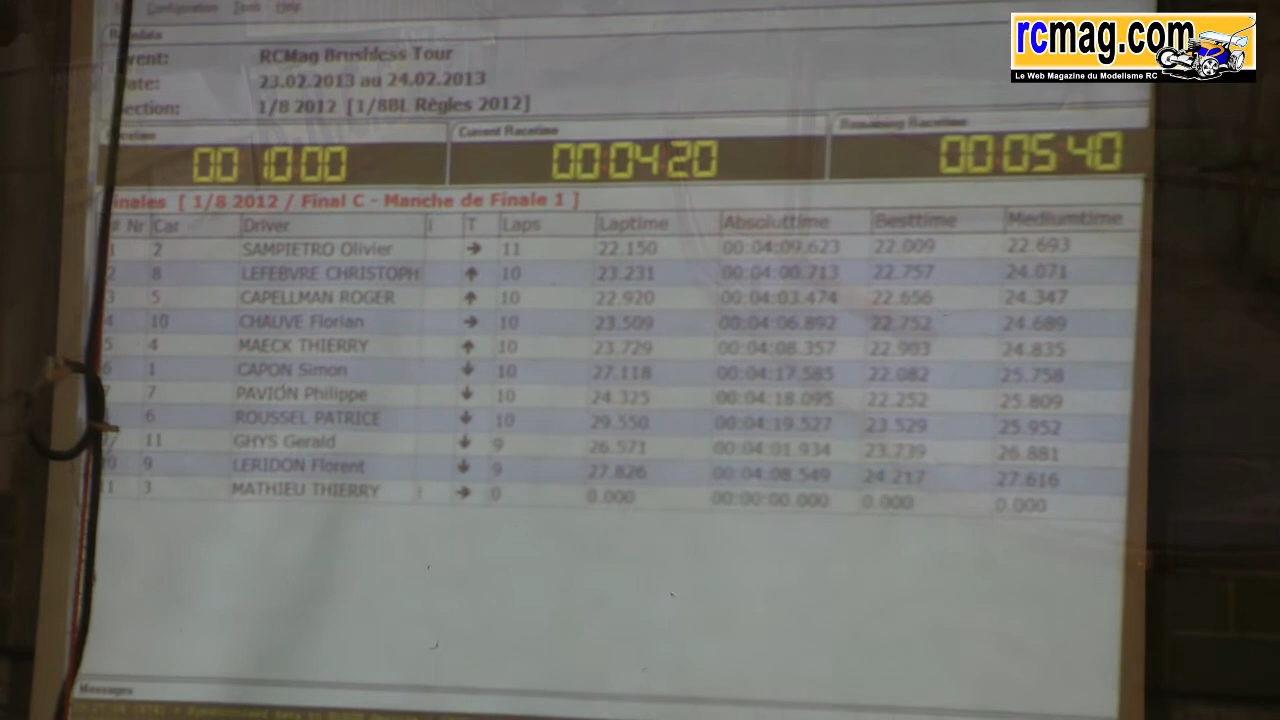 Configuration Tools Help
rcmag.com
Le Web Magazine du Modelisme RC
vent: RCMag Brushless Tour
ate: 23.02.2013 au 24.02.2013
ection: 1/8 2012 [1/8BL Règles 2012]
Current Racetime Remaining Racetime
00 10 00 00 04 20 00 05 40
inales [ 1/8 2012 / Final C - Manche de Finale 1 ]
# Nr Car Driver I T Laps Laptime Absoluttime Besttime Mediumtime
1 2 SAMPIETRO Olivier → 11 22.150 00:04:09.623 22.009 22.693
2 8 LEFEBVRE CHRISTOPH ↑ 10 23.231 00:04:00.713 22.757 24.071
3 5 CAPELLMAN ROGER ↑ 10 22.920 00:04:03.474 22.656 24.347
4 10 CHAUVE Florian → 10 23.509 00:04:06.892 22.752 24.689
5 4 MAECK THIERRY ↑ 10 23.729 00:04:08.357 22.903 24.835
6 1 CAPON Simon ↓ 10 27.118 00:04:17.585 22.082 25.758
7 7 PAVION Philippe ↓ 10 24.325 00:04:18.095 22.252 25.809
6 ROUSSEL PATRICE ↓ 10 29.550 00:04:19.527 23.529 25.952
11 GHYS Gerald ↓ 9 26.571 00:04:01.934 23.739 26.881
9 LERIDON Florent ↓ 9 27.826 00:04:08.549 24.217 27.616
3 MATHIEU THIERRY → 0 0.000 00:00:00.000 0.000 0.000
Messages